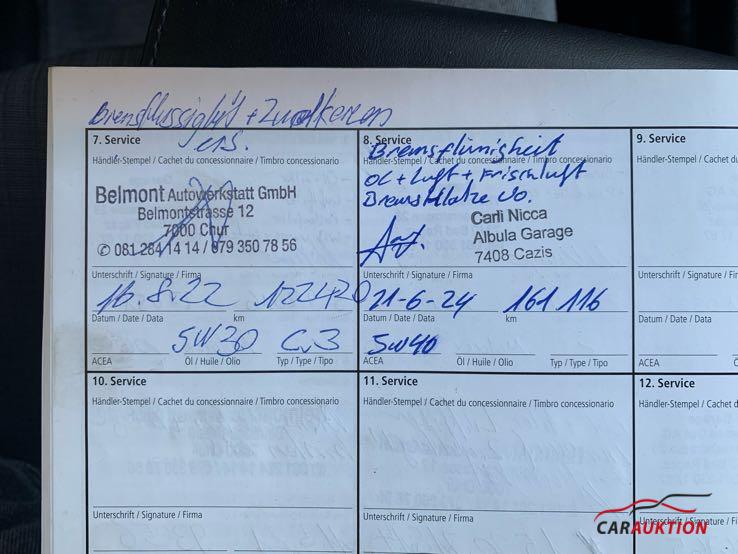 Bremsflüssigkeit + Zündkerzen
ers.
7. Service
Händler-Stempel / Cachet du concessionnaire / Timbro concessionario
Belmont Autowerkstatt GmbH
Belmontstrasse 12
7000 Chur
✆ 081 284 14 14 / 079 350 78 56
Unterschrift / Signature / Firma
16.8.22 122420
Datum / Date / Data km
5W30 C3
ACEA Öl / Huile / Olio Typ / Type / Tipo
8. Service
Bremsflüssigkeit
Händler-Stempel / Cachet du concessionnaire / Timbro concessionario
Öl + Luft + Frischluft
Bremsklötze Vo.
Carli Nicca
Albula Garage
7408 Cazis
Unterschrift / Signature / Firma
21-6-24 161 116
Datum / Date / Data km
5W40
ACEA Öl / Huile / Olio Typ / Type / Tipo
9. Service
Händler-Stempel / Cachet d
Unterschrift / Signature / F
Datum / Date / Data
ACEA Öl /
10. Service
Händler-Stempel / Cachet du concessionnaire / Timbro concessionario
Unterschrift / Signature / Firma
11. Service
Händler-Stempel / Cachet du concessionnaire / Timbro concessionario
Unterschrift / Signature / Firma
12. Service
Händler-Stempel / Cachet d
Unterschrift / Signature / F
CARAUKTION